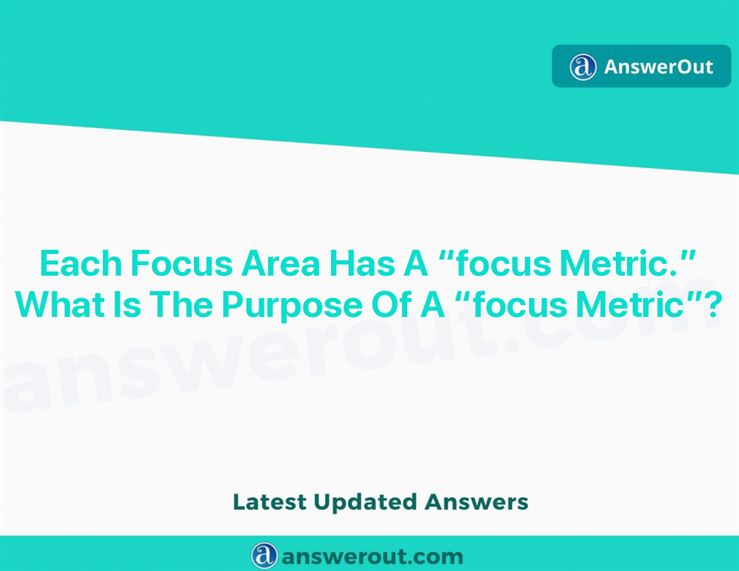 AnswerOut
Each Focus Area Has A “focus Metric.”
What Is The Purpose Of A “focus Metric”?
answerout.com
Latest Updated Answers
answerout.com